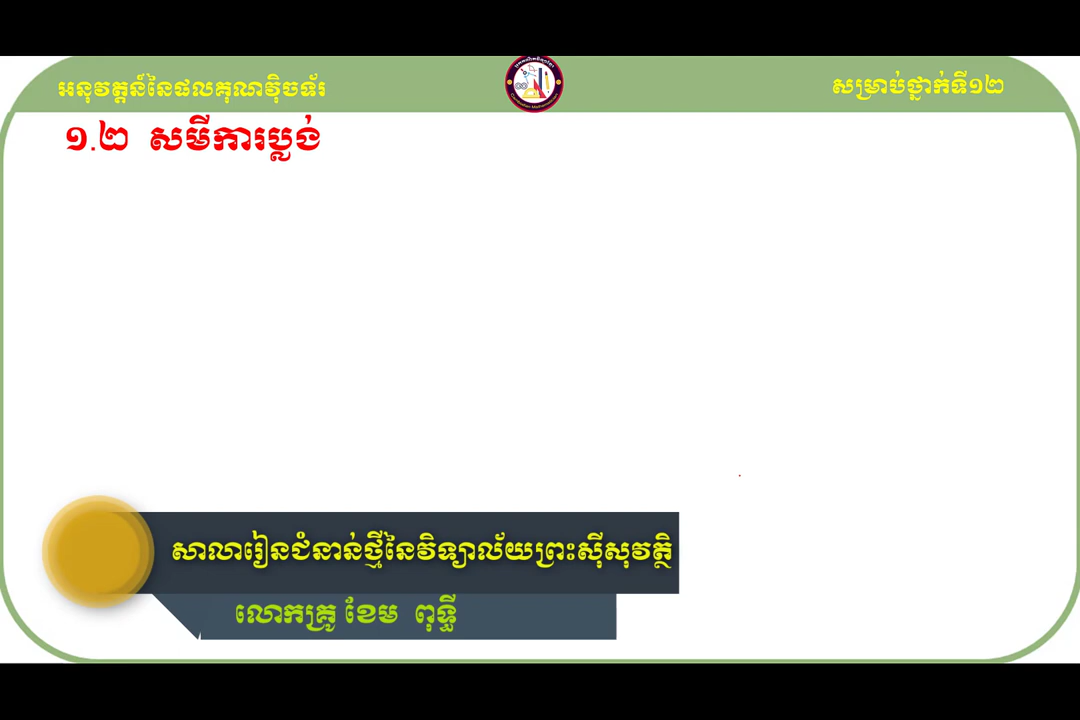 អនុវត្តន៍នៃផលគុណវ៉ិចទ័រ
សម្រាប់ថ្នាក់ទី១២
១.២ សមីការប្លង់
សាលារៀនជំនាន់ថ្មីនៃវិទ្យាល័យព្រះស៊ីសុវត្ថិ
លោកគ្រូ ខែម ពុទ្ធី